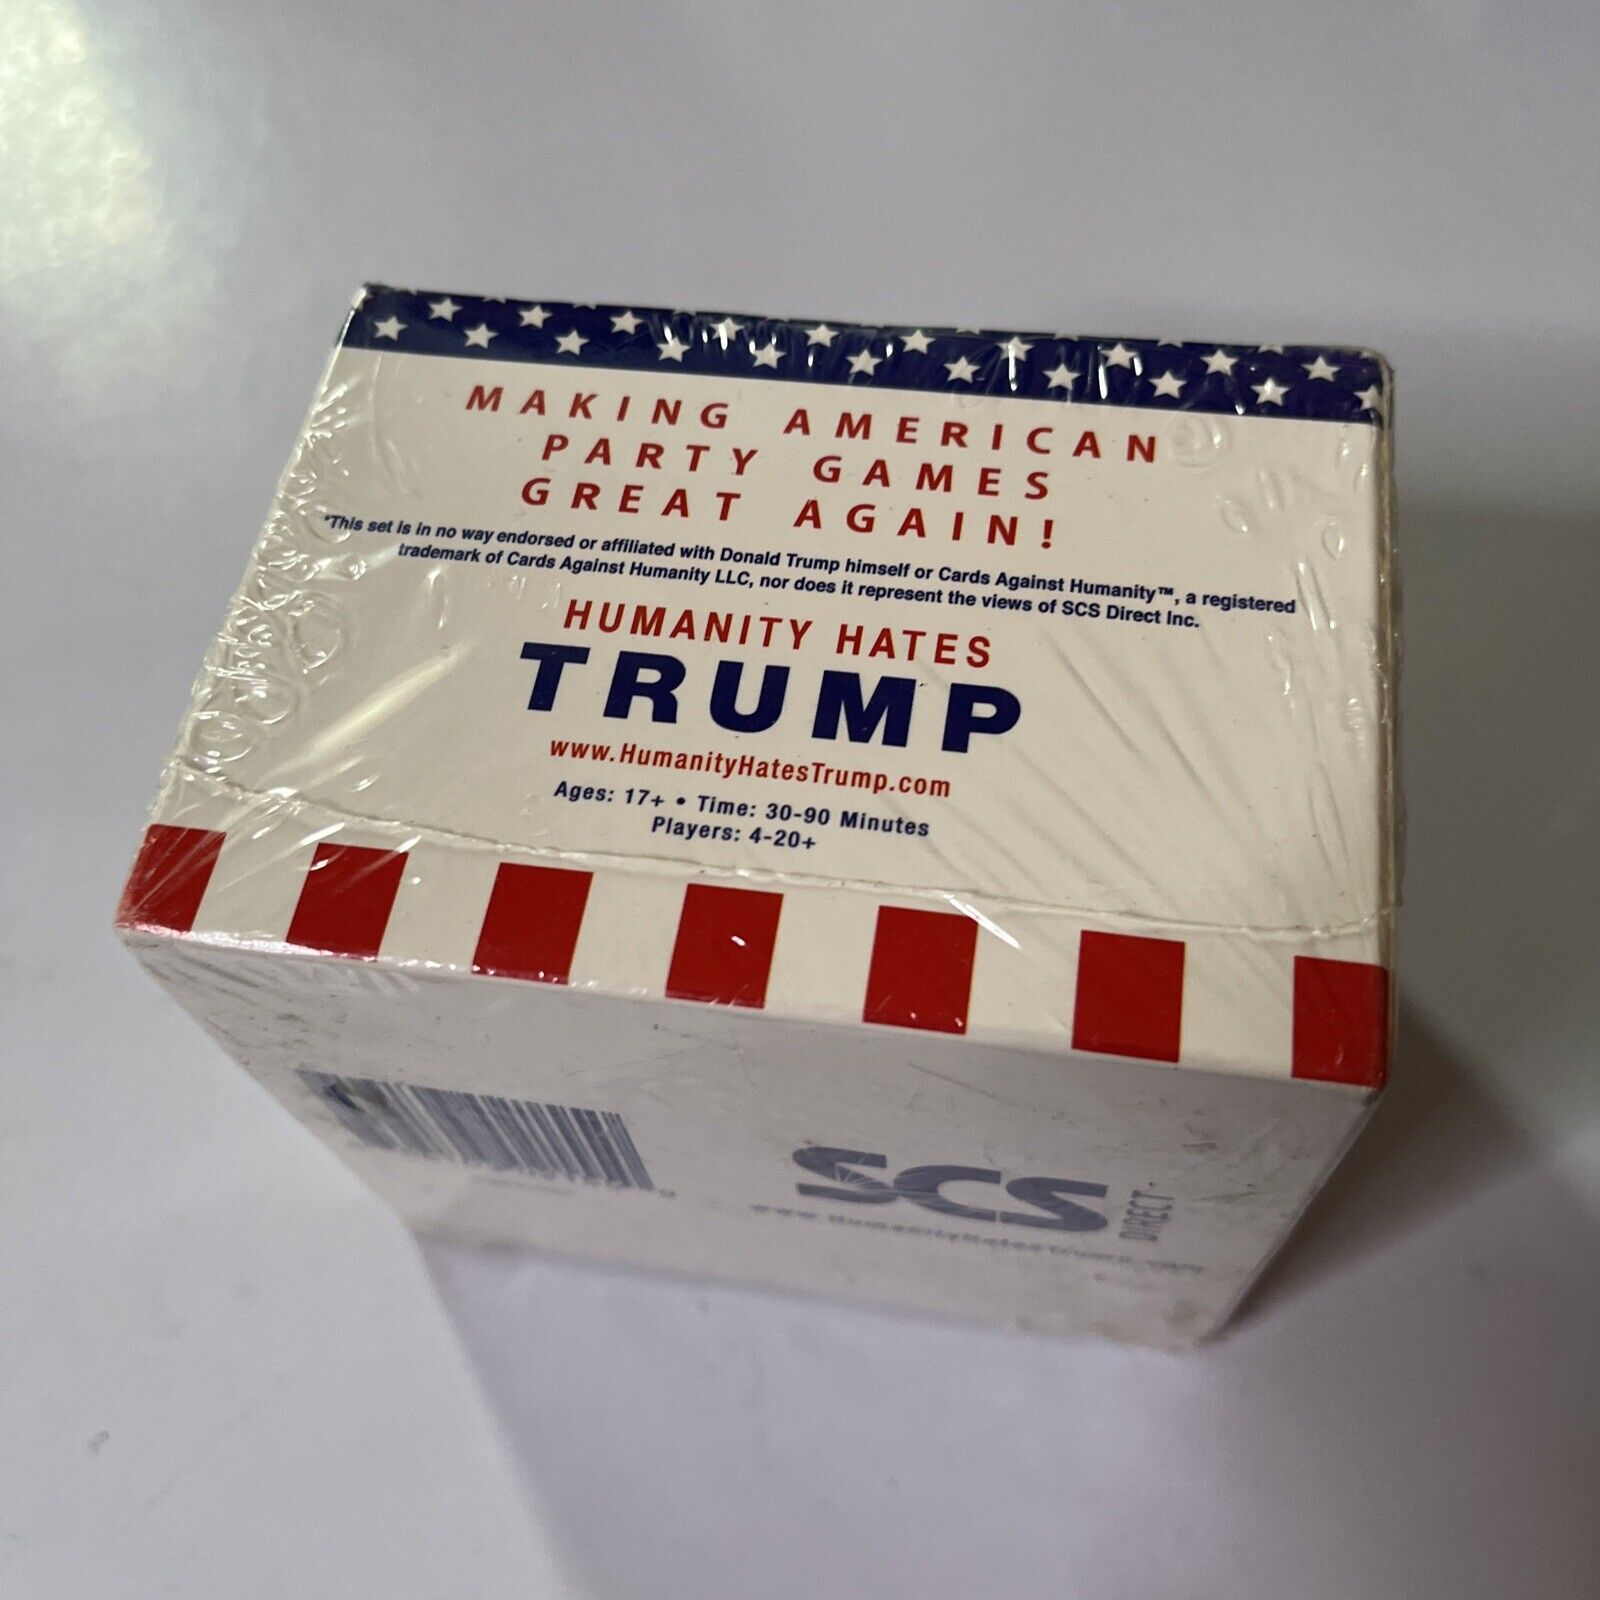 MAKING AMERICAN
PARTY GAMES
GREAT AGAIN!
*This set is in no way endorsed or affiliated with Donald Trump himself or Cards Against Humanity™, a registered
trademark of Cards Against Humanity LLC, nor does it represent the views of SCS Direct Inc.
HUMANITY HATES
TRUMP
www.HumanityHatesTrump.com
Ages: 17+ • Time: 30-90 Minutes
Players: 4-20+
SCS DIRECT
www.HumanityHatesTrump.com